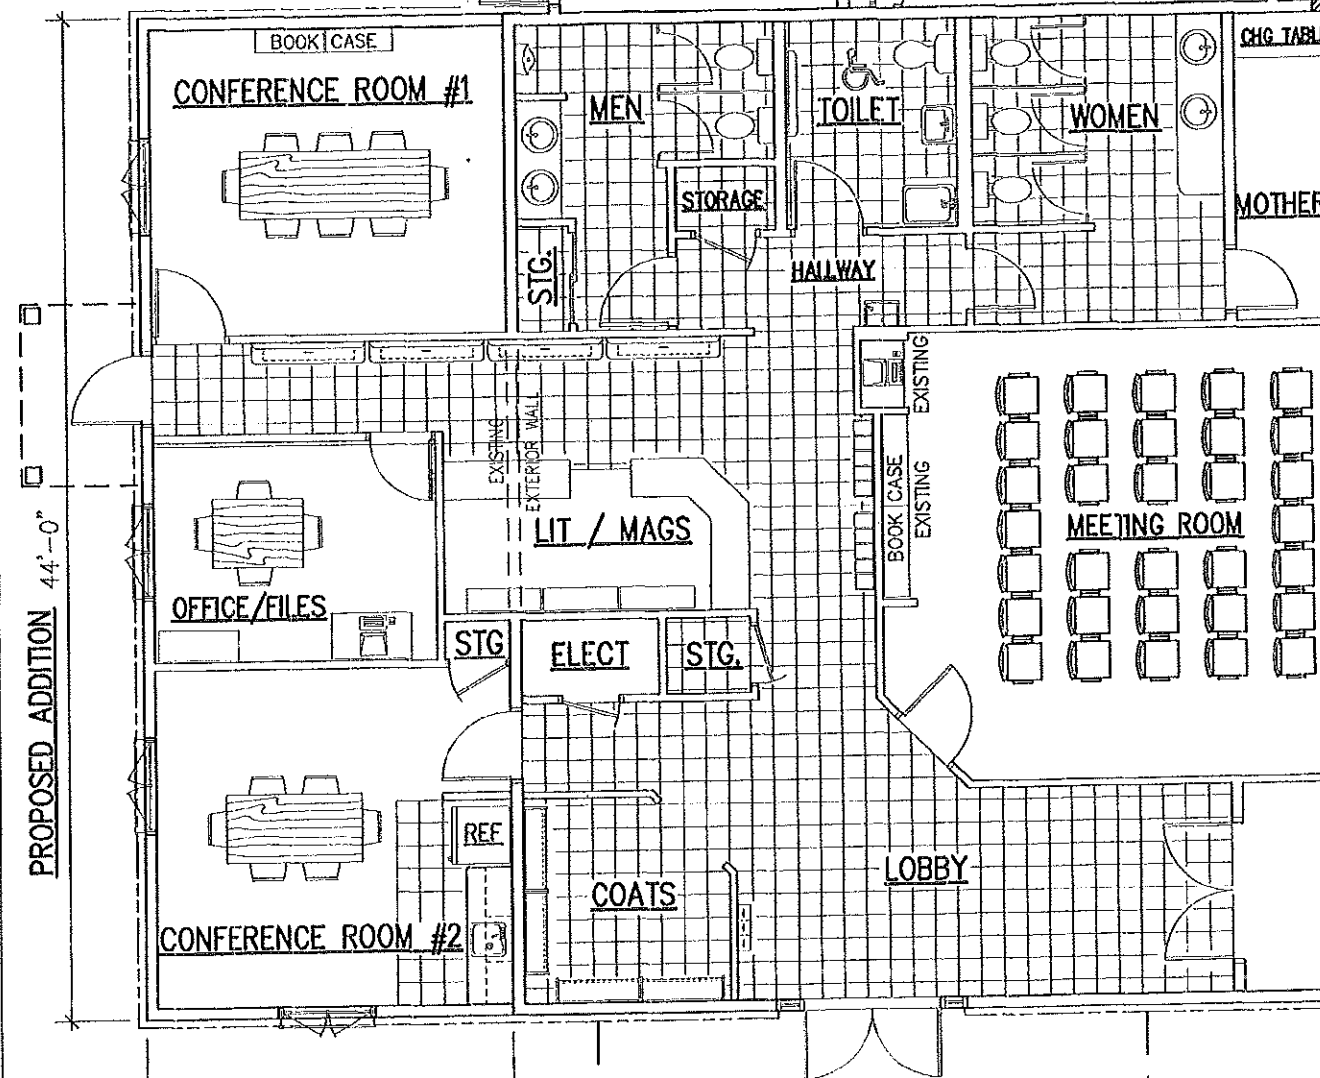 BOOK CASE
CONFERENCE ROOM #1
MEN
TOILET
WOMEN
CHG TABL
STORAGE
MOTHER
STG.
HALLWAY
EXISTING
EXISTING
EXTERIOR WALL
BOOK CASE
EXISTING
LIT / MAGS
MEETING ROOM
OFFICE/FILES
STG
ELECT
STG.
PROPOSED ADDITION 44'-0"
REF
COATS
LOBBY
CONFERENCE ROOM #2